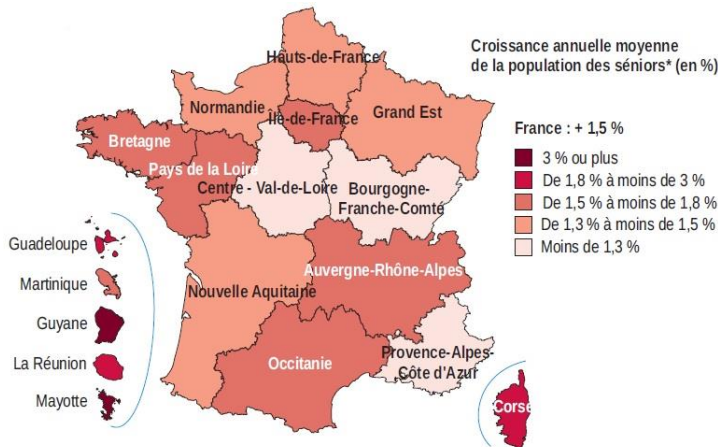 Croissance annuelle moyenne
de la population des séniors* (en %)
France : + 1,5 %
3 % ou plus
De 1,8 % à moins de 3 %
De 1,5 % à moins de 1,8 %
De 1,3 % à moins de 1,5 %
Moins de 1,3 %
Hauts-de-France
Normandie
Île-de-France
Grand Est
Bretagne
Pays de la Loire
Centre - Val-de-Loire
Bourgogne-
Franche-Comté
Auvergne-Rhône-Alpes
Nouvelle Aquitaine
Occitanie
Provence-Alpes-
Côte d'Azur
Corse
Guadeloupe
Martinique
Guyane
La Réunion
Mayotte